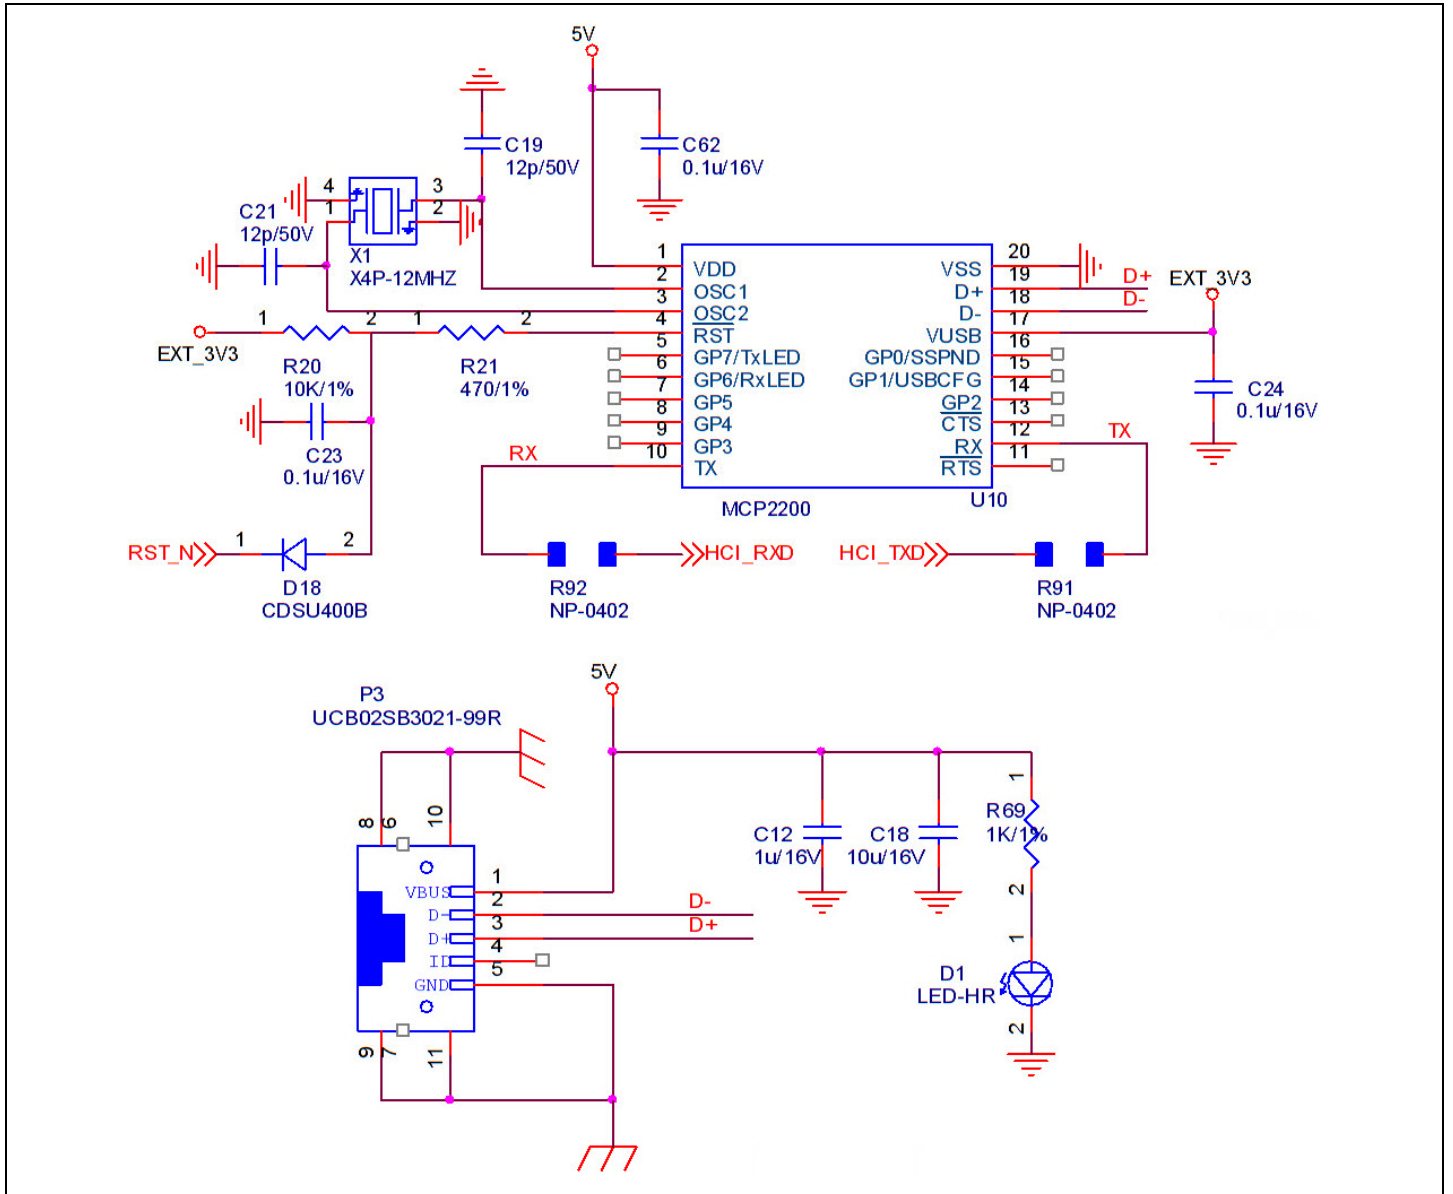 5V
C19
12p/50V
C62
0.1u/16V
4
3
1
2
C21
12p/50V
X1
X4P-12MHZ
1
VDD
2
OSC1
3
OSC2
4
RST
5
GP7/TxLED
6
GP6/RxLED
7
GP5
8
GP4
9
GP3
10
TX
20
VSS
19
D+
18
D-
17
VUSB
16
GP0/SSPND
15
GP1/USBCFG
14
GP2
13
CTS
12
RX
11
RTS
D+
D-
EXT_3V3
C24
0.1u/16V
EXT_3V3
1
2
R20
10K/1%
1
2
R21
470/1%
C23
0.1u/16V
RX
TX
MCP2200
U10
RST_N
1
2
D18
CDSU400B
R92
NP-0402
HCI_RXD
HCI_TXD
R91
NP-0402
5V
P3
UCB02SB3021-99R
8
6
10
VBUS
1
D-
2
D+
3
ID
4
GND
5
9
7
11
D-
D+
C12
1u/16V
C18
10u/16V
1
R69
1K/1%
2
1
D1
LED-HR
2